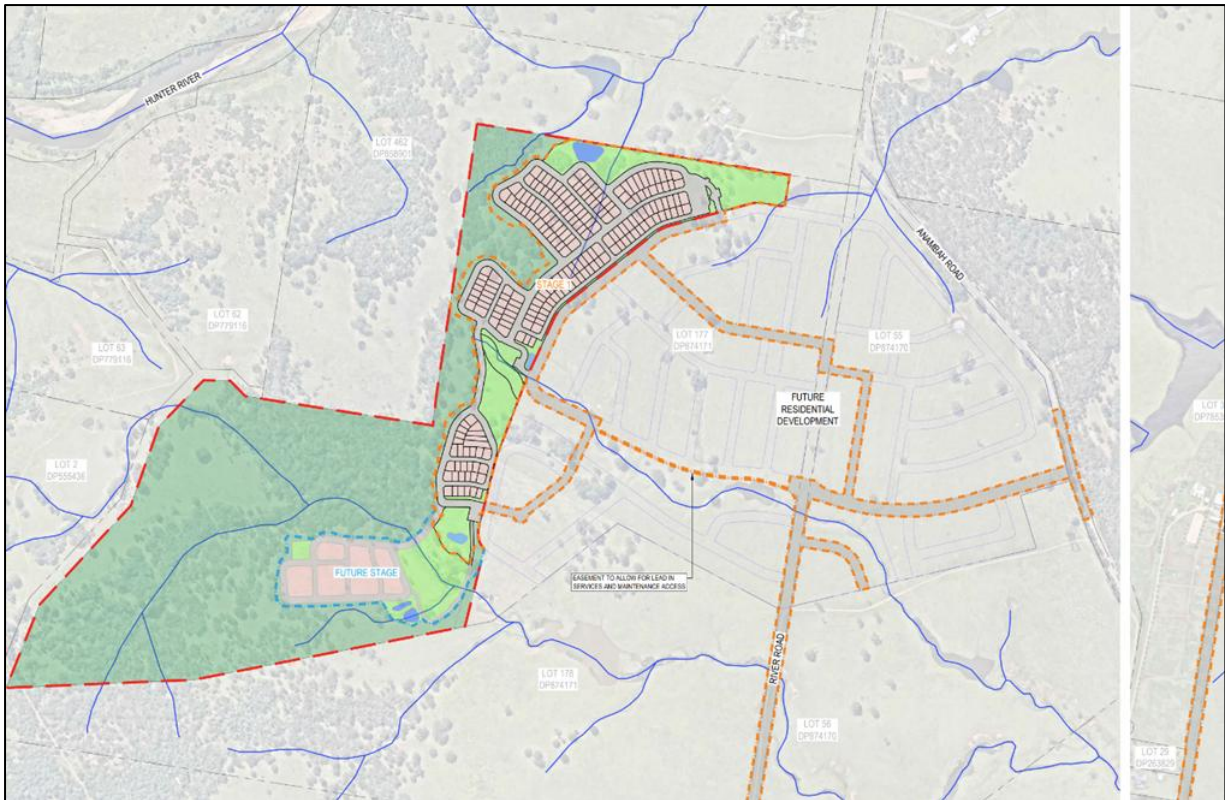 HUNTER RIVER
LOT 462
DP858901
ANAMBAH ROAD
STAGE 1
LOT 62
DP779116
LOT 63
DP779116
LOT 177
DP874171
LOT 55
DP874170
FUTURE
RESIDENTIAL
DEVELOPMENT
LOT 2
DP555436
FUTURE STAGE
EASEMENT TO ALLOW FOR LEAD IN
SERVICES AND MAINTENANCE ACCESS
RIVER ROAD
LOT 178
DP874171
LOT 56
DP874170
LOT 25
DP263829